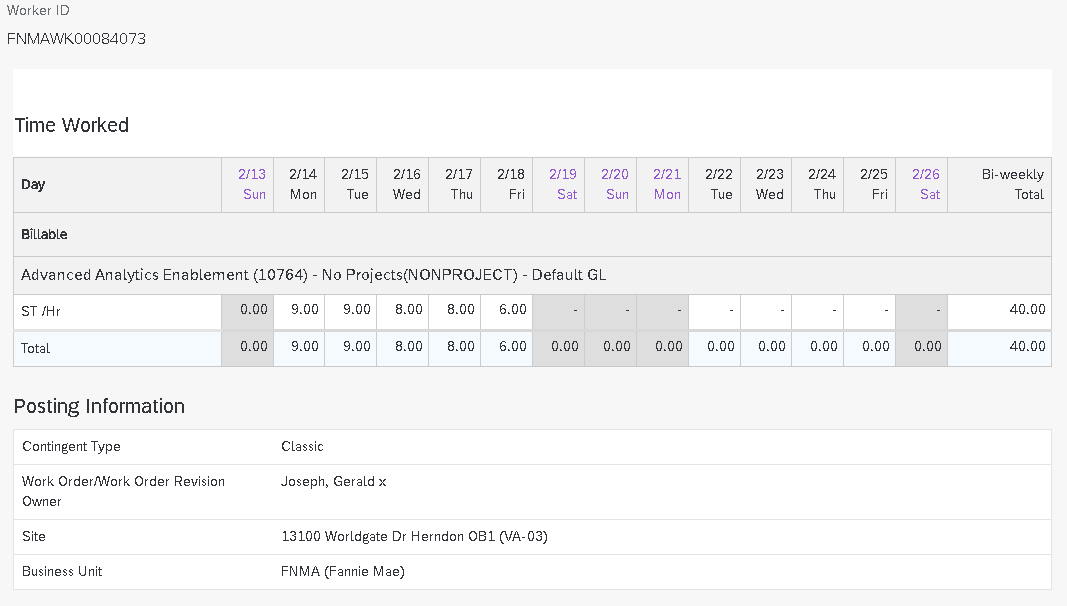 Worker ID
FNMAWK00084073
Time Worked
Day 2/13 Sun 2/14 Mon 2/15 Tue 2/16 Wed 2/17 Thu 2/18 Fri 2/19 Sat 2/20 Sun 2/21 Mon 2/22 Tue 2/23 Wed 2/24 Thu 2/25 Fri 2/26 Sat Bi-weekly Total
Billable
Advanced Analytics Enablement (10764) - No Projects(NONPROJECT) - Default GL
ST /Hr 0.00 9.00 9.00 8.00 8.00 6.00 - - - - - - - - 40.00
Total 0.00 9.00 9.00 8.00 8.00 6.00 0.00 0.00 0.00 0.00 0.00 0.00 0.00 0.00 40.00
Posting Information
Contingent Type Classic
Work Order/Work Order Revision Owner Joseph, Gerald x
Site 13100 Worldgate Dr Herndon OB1 (VA-03)
Business Unit FNMA (Fannie Mae)